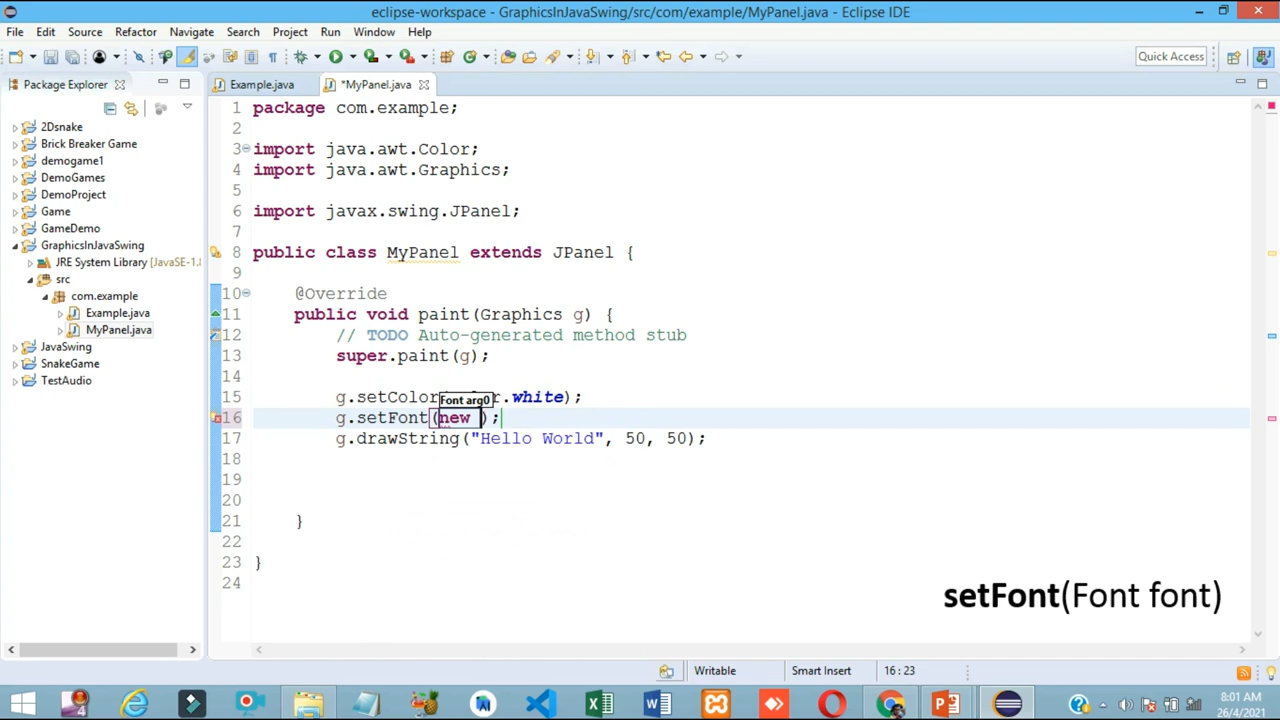 eclipse-workspace - GraphicsInJavaSwing/src/com/example/MyPanel.java - Eclipse IDE
File Edit Source Refactor Navigate Search Project Run Window Help
Quick Access
Package Explorer
Example.java
*MyPanel.java
2Dsnake
Brick Breaker Game
demogame1
DemoGames
DemoProject
Game
GameDemo
GraphicsInJavaSwing
JRE System Library [JavaSE-1.8
src
com.example
Example.java
MyPanel.java
JavaSwing
SnakeGame
TestAudio
1 package com.example;
2
3 import java.awt.Color;
4 import java.awt.Graphics;
5
6 import javax.swing.JPanel;
7
8 public class MyPanel extends JPanel {
9
10 @Override
11 public void paint(Graphics g) {
12 // TODO Auto-generated method stub
13 super.paint(g);
14
Font arg0
15 g.setColor r.white);
16 g.setFont(new );
17 g.drawString("Hello World", 50, 50);
18
19
20
21 }
22
23 }
24
setFont(Font font)
Writable Smart Insert 16 : 23
4
8:01 AM
26/4/2021